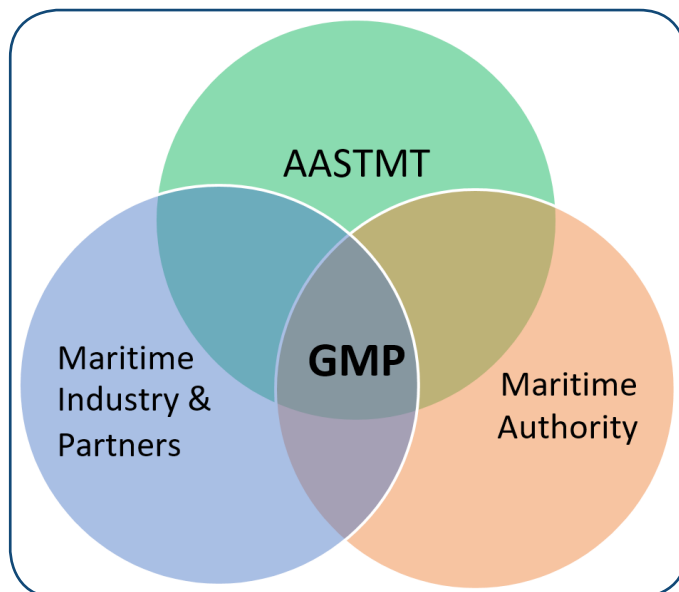 AASTMT
GMP
Maritime
Industry &
Partners
Maritime
Authority